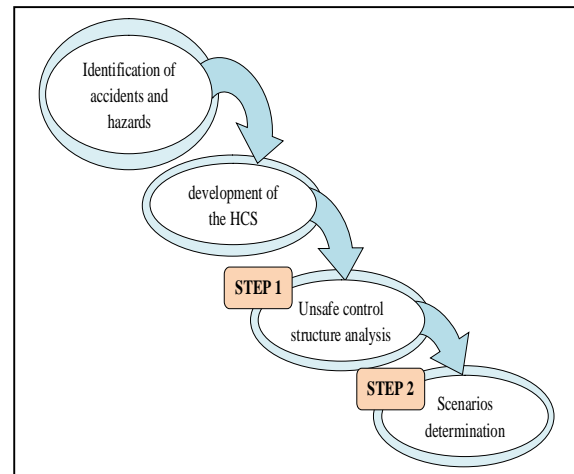 Identification of
accidents and
hazards
development of
the HCS
STEP 1
Unsafe control
structure analysis
STEP 2
Scenarios
determination